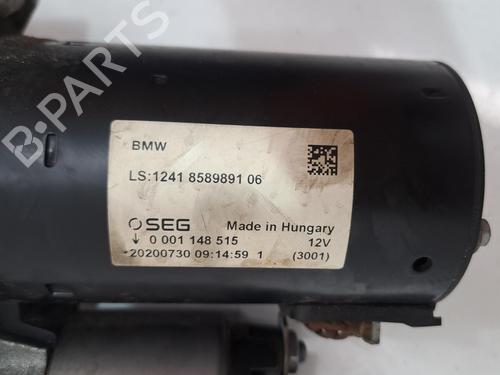 B-PARTS
BMW
LS:1241 8589891 06
SEG Made in Hungary
↓ 0 001 148 515 12V
20200730 09:14:59 1 (3001)